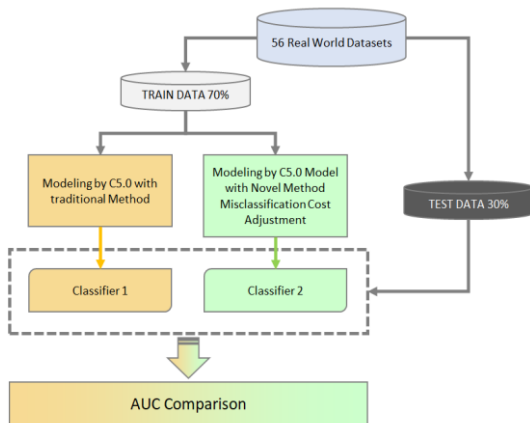 56 Real World Datasets
TRAIN DATA 70%
Modeling by C5.0 with
traditional Method
Modeling by C5.0 Model
with Novel Method
Misclassification Cost
Adjustment
TEST DATA 30%
Classifier 1
Classifier 2
AUC Comparison